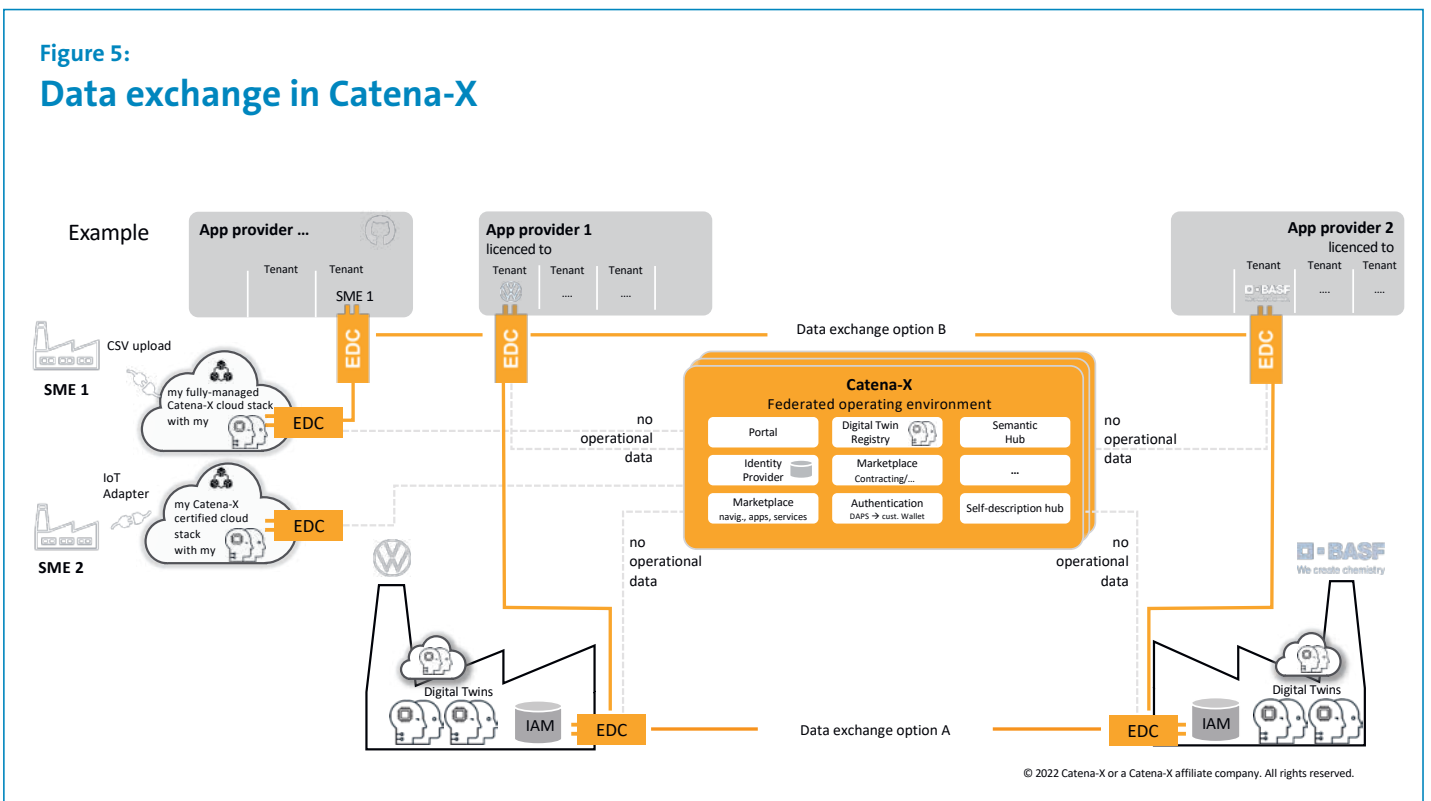 Figure 5:
Data exchange in Catena-X
Example
App provider …
Tenant
Tenant
SME 1
EDC
App provider 1
licenced to
Tenant
Tenant
Tenant
....
....
EDC
App provider 2
licenced to
Tenant
Tenant
Tenant
BASF
....
....
EDC
Data exchange option B
CSV upload
SME 1
my fully-managed
Catena-X cloud stack
with my
EDC
IoT
Adapter
SME 2
my Catena-X
certified cloud
stack
with my
EDC
no
operational
data
Catena-X
Federated operating environment
Portal
Digital Twin
Registry
Semantic
Hub
Identity
Provider
Marketplace
Contracting/…
…
Marketplace
navig., apps, services
Authentication
DAPS → cust. Wallet
Self-description hub
no
operational
data
no
operational
data
no
operational
data
Digital Twins
IAM
EDC
Data exchange option A
BASF
We create chemistry
Digital Twins
EDC
IAM
© 2022 Catena-X or a Catena-X affiliate company. All rights reserved.